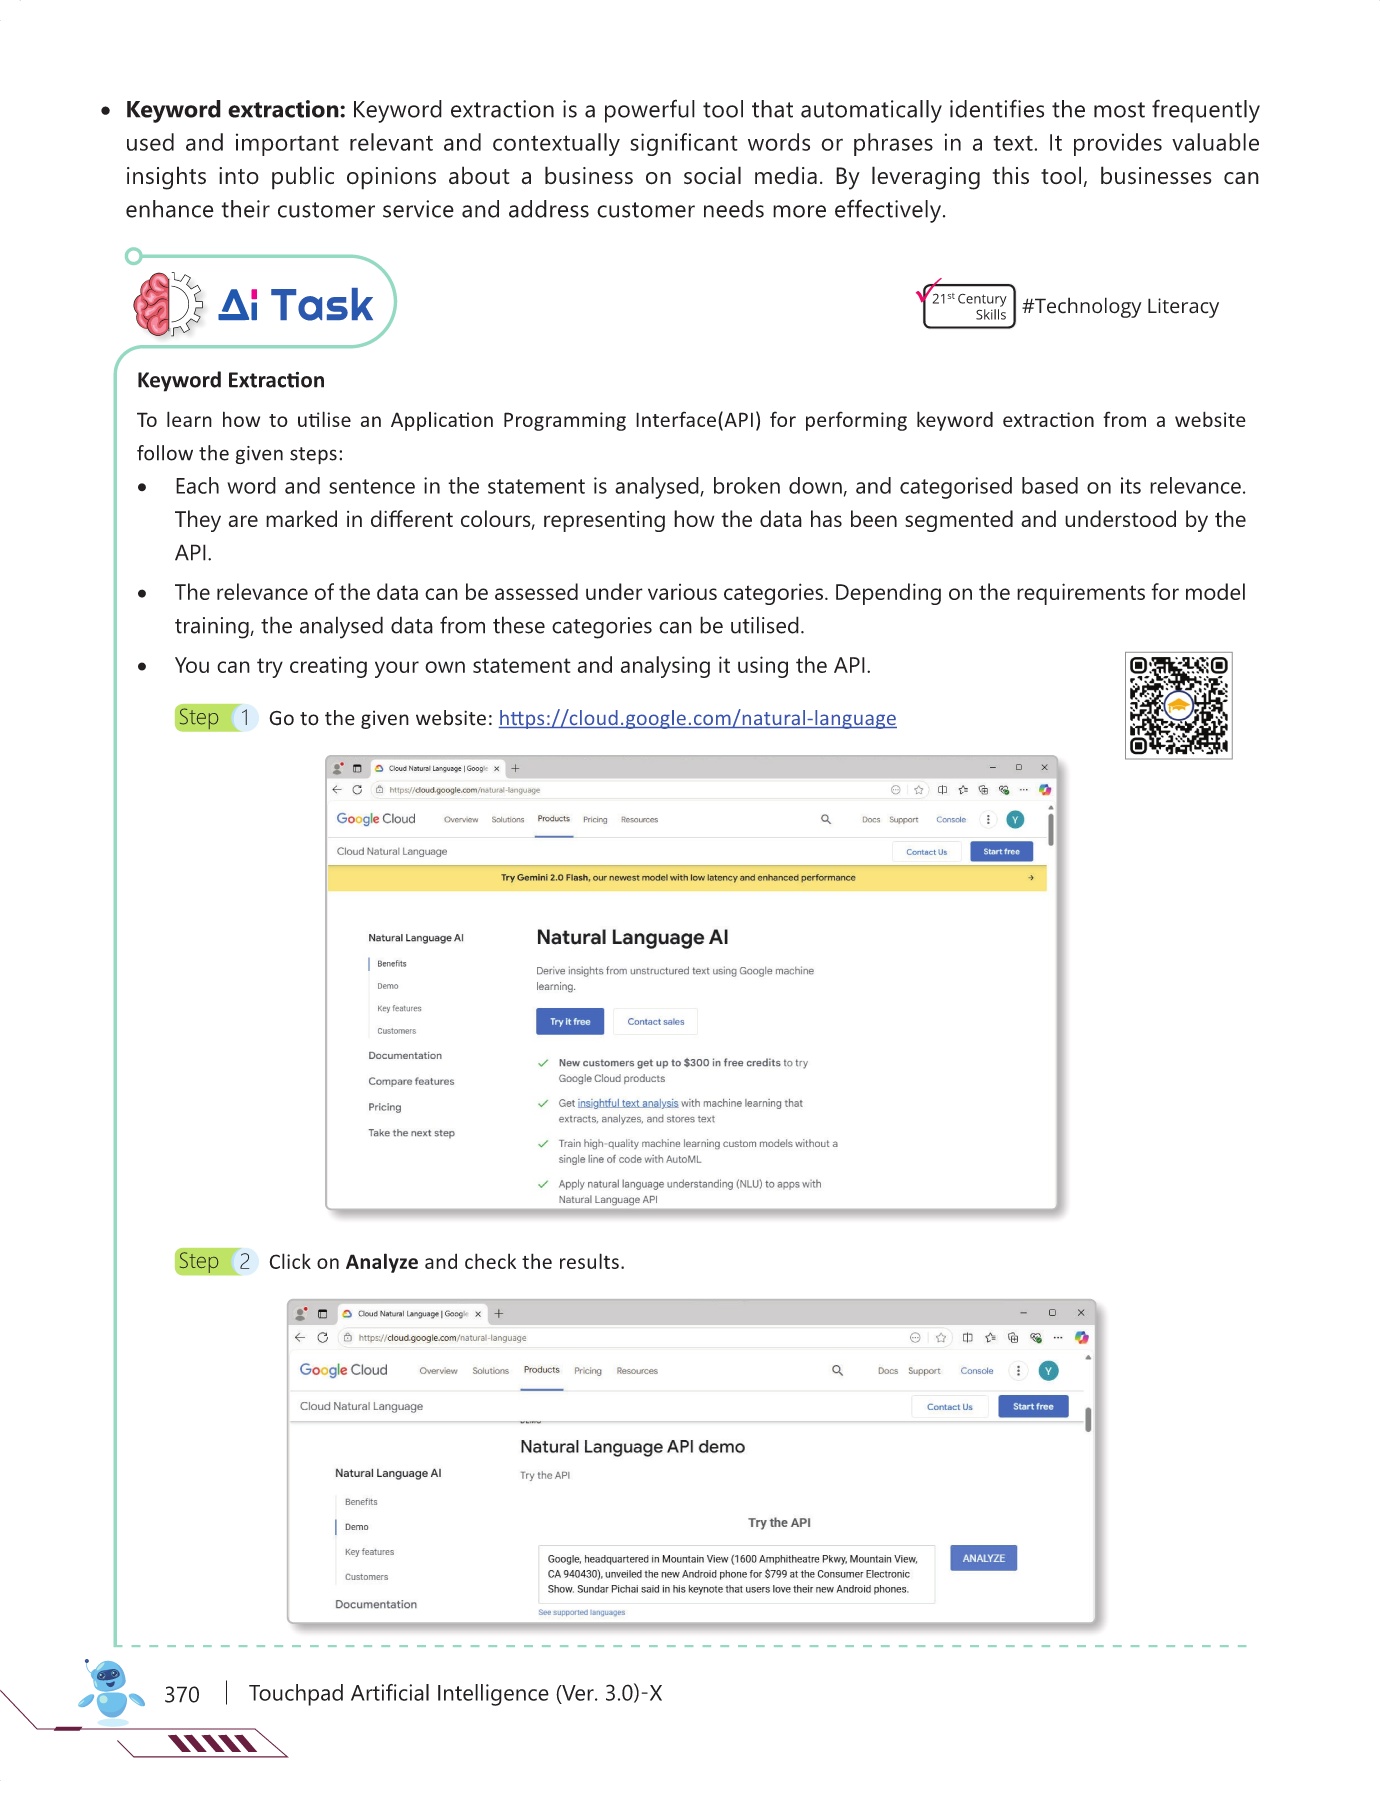 • Keyword extraction: Keyword extraction is a powerful tool that automatically identifies the most frequently
used and important relevant and contextually significant words or phrases in a text. It provides valuable
insights into public opinions about a business on social media. By leveraging this tool, businesses can
enhance their customer service and address customer needs more effectively.
Ai Task
21st Century
Skills
#Technology Literacy
Keyword Extraction
To learn how to utilise an Application Programming Interface(API) for performing keyword extraction from a website
follow the given steps:
• Each word and sentence in the statement is analysed, broken down, and categorised based on its relevance.
They are marked in different colours, representing how the data has been segmented and understood by the
API.
• The relevance of the data can be assessed under various categories. Depending on the requirements for model
training, the analysed data from these categories can be utilised.
• You can try creating your own statement and analysing it using the API.
Step 1 Go to the given website: https://cloud.google.com/natural-language
Cloud Natural Language | Google
https://cloud.google.com/natural-language
Google Cloud Overview Solutions Products Pricing Resources Docs Support Console Y
Cloud Natural Language Contact Us Start free
Try Gemini 2.0 Flash, our newest model with low latency and enhanced performance →
Natural Language AI
Benefits
Demo
Key features
Customers
Documentation
Compare features
Pricing
Take the next step
Natural Language AI
Derive insights from unstructured text using Google machine
learning.
Try It free Contact sales
New customers get up to $300 in free credits to try
Google Cloud products
Get insightful text analysis with machine learning that
extracts, analyzes, and stores text
Train high-quality machine learning custom models without a
single line of code with AutoML
Apply natural language understanding (NLU) to apps with
Natural Language API
Step 2 Click on Analyze and check the results.
Cloud Natural Language | Google
https://cloud.google.com/natural-language
Google Cloud Overview Solutions Products Pricing Resources Docs Support Console Y
Cloud Natural Language Contact Us Start free
Natural Language AI
Benefits
Demo
Key features
Customers
Documentation
Natural Language API demo
Try the API
Try the API
Google, headquartered in Mountain View (1600 Amphitheatre Pkwy, Mountain View,
CA 940430), unveiled the new Android phone for $799 at the Consumer Electronic
Show. Sundar Pichai said in his keynote that users love their new Android phones.
ANALYZE
See supported languages
370 | Touchpad Artificial Intelligence (Ver. 3.0)-X